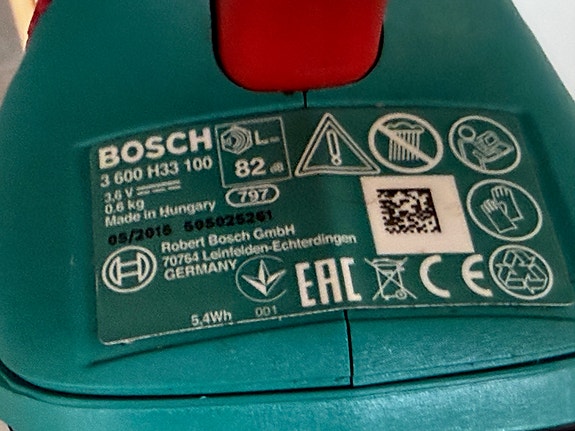 BOSCH
3 600 H33 100
3.6 V
0.6 kg
Made in Hungary
797
82 dB
05/2016 505025261
Robert Bosch GmbH
70764 Leinfelden-Echterdingen
GERMANY
EAC
CE
5,4Wh
001